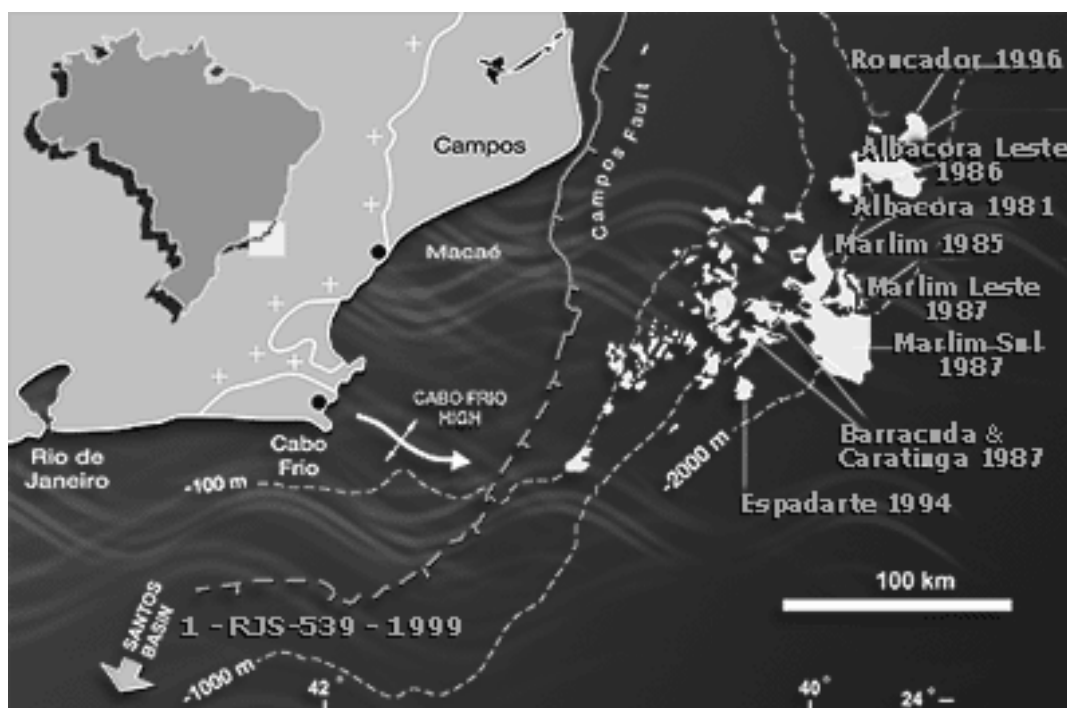 Roncador 1996
Campos
Campos Fault
Albacora Leste
1986
Albacora 1981
Macaé
Marlim 1985
Marlim Leste
1987
Marlim Sul
1987
CABO FRIO
HIGH
Rio de
Janeiro
Cabo
Frio
-100 m
-2000 m
Barracuda &
Caratinga 1987
Espadarte 1994
100 km
SANTOS
BASIN
1 - RJS-539 - 1999
-1000 m
42°
40°
24°